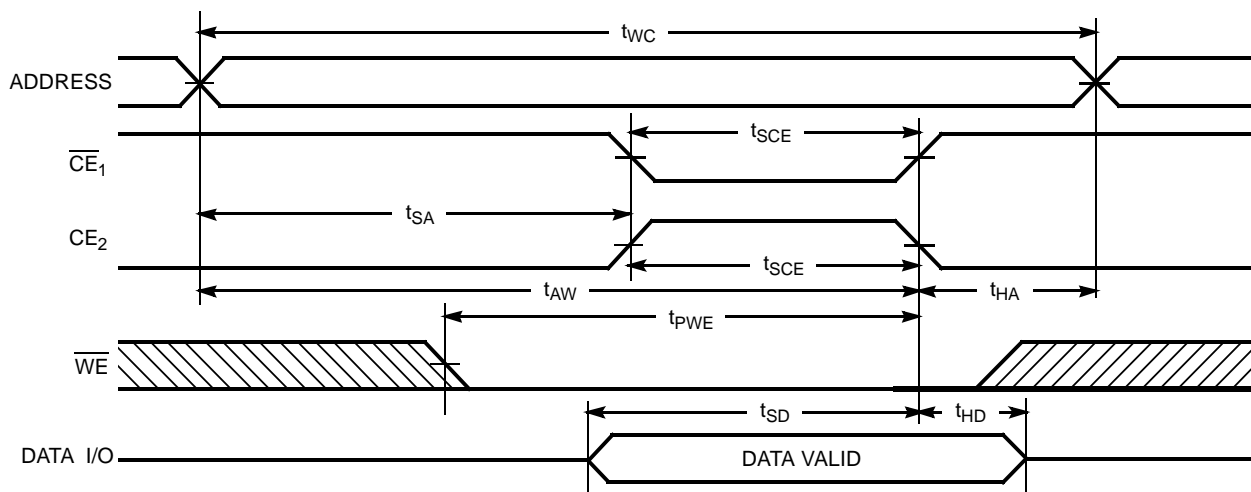 tWC
ADDRESS
tSCE
CE1
tSA
CE2
tSCE
tAW
tHA
tPWE
WE
tSD
tHD
DATA I/O
DATA VALID